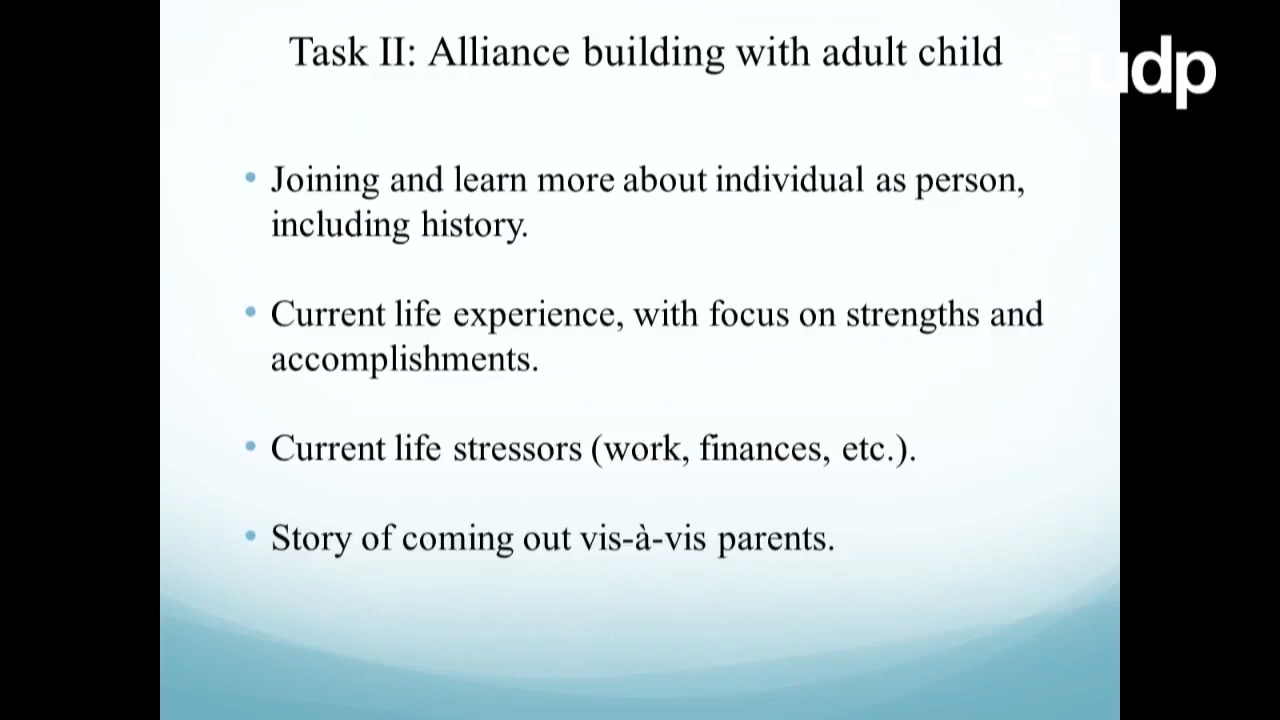 Task II: Alliance building with adult child
udp
• Joining and learn more about individual as person,
including history.
• Current life experience, with focus on strengths and
accomplishments.
• Current life stressors (work, finances, etc.).
• Story of coming out vis-à-vis parents.